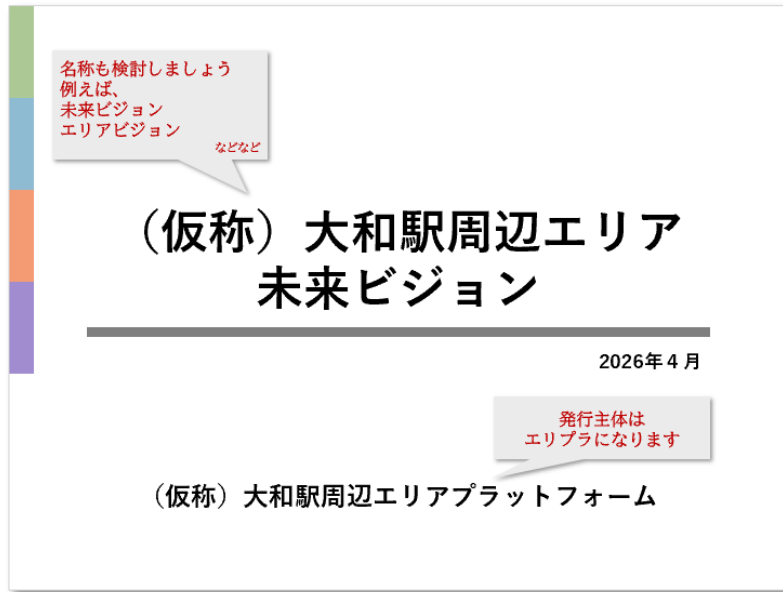 名称も検討しましょう
例えば、
未来ビジョン
エリアビジョン
などなど
（仮称）大和駅周辺エリア
未来ビジョン
2026年４月
発行主体は
エリプラになります
（仮称）大和駅周辺エリアプラットフォーム